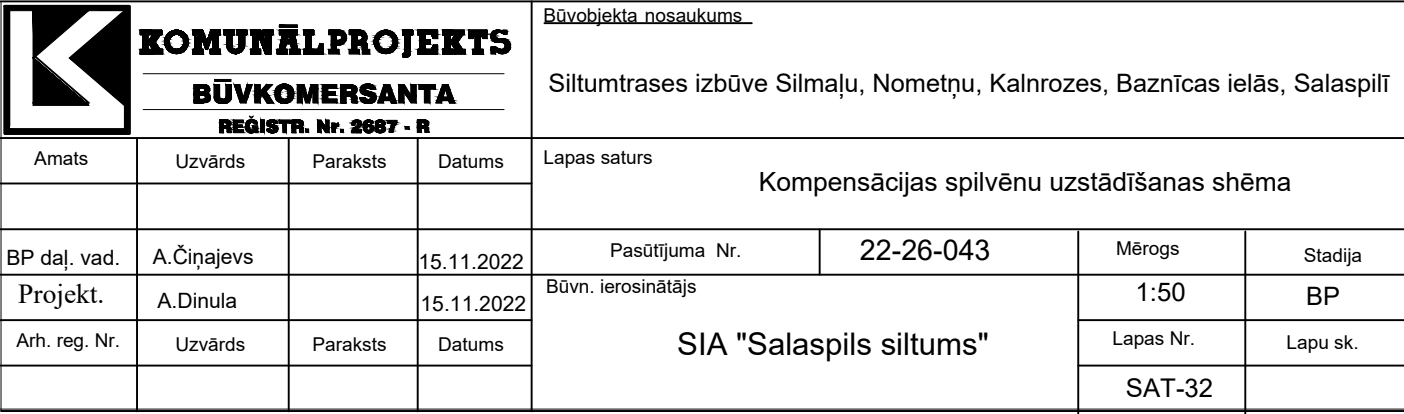 KOMUNĀLPROJEKTS
BŪVKOMERSANTA
REĢISTR. Nr. 2687 - R
Būvobjekta nosaukums
Siltumtrases izbūve Silmaļu, Nometņu, Kalnrozes, Baznīcas ielās, Salaspilī
Amats Uzvārds Paraksts Datums
Lapas saturs
Kompensācijas spilvēnu uzstādīšanas shēma
BP daļ. vad. A.Čiņajevs 15.11.2022
Pasūtījuma Nr. 22-26-043 Mērogs Stadija
Projekt. A.Dinula 15.11.2022
Būvn. ierosinātājs
SIA "Salaspils siltums"
1:50 BP
Arh. reg. Nr. Uzvārds Paraksts Datums
Lapas Nr. Lapu sk.
SAT-32